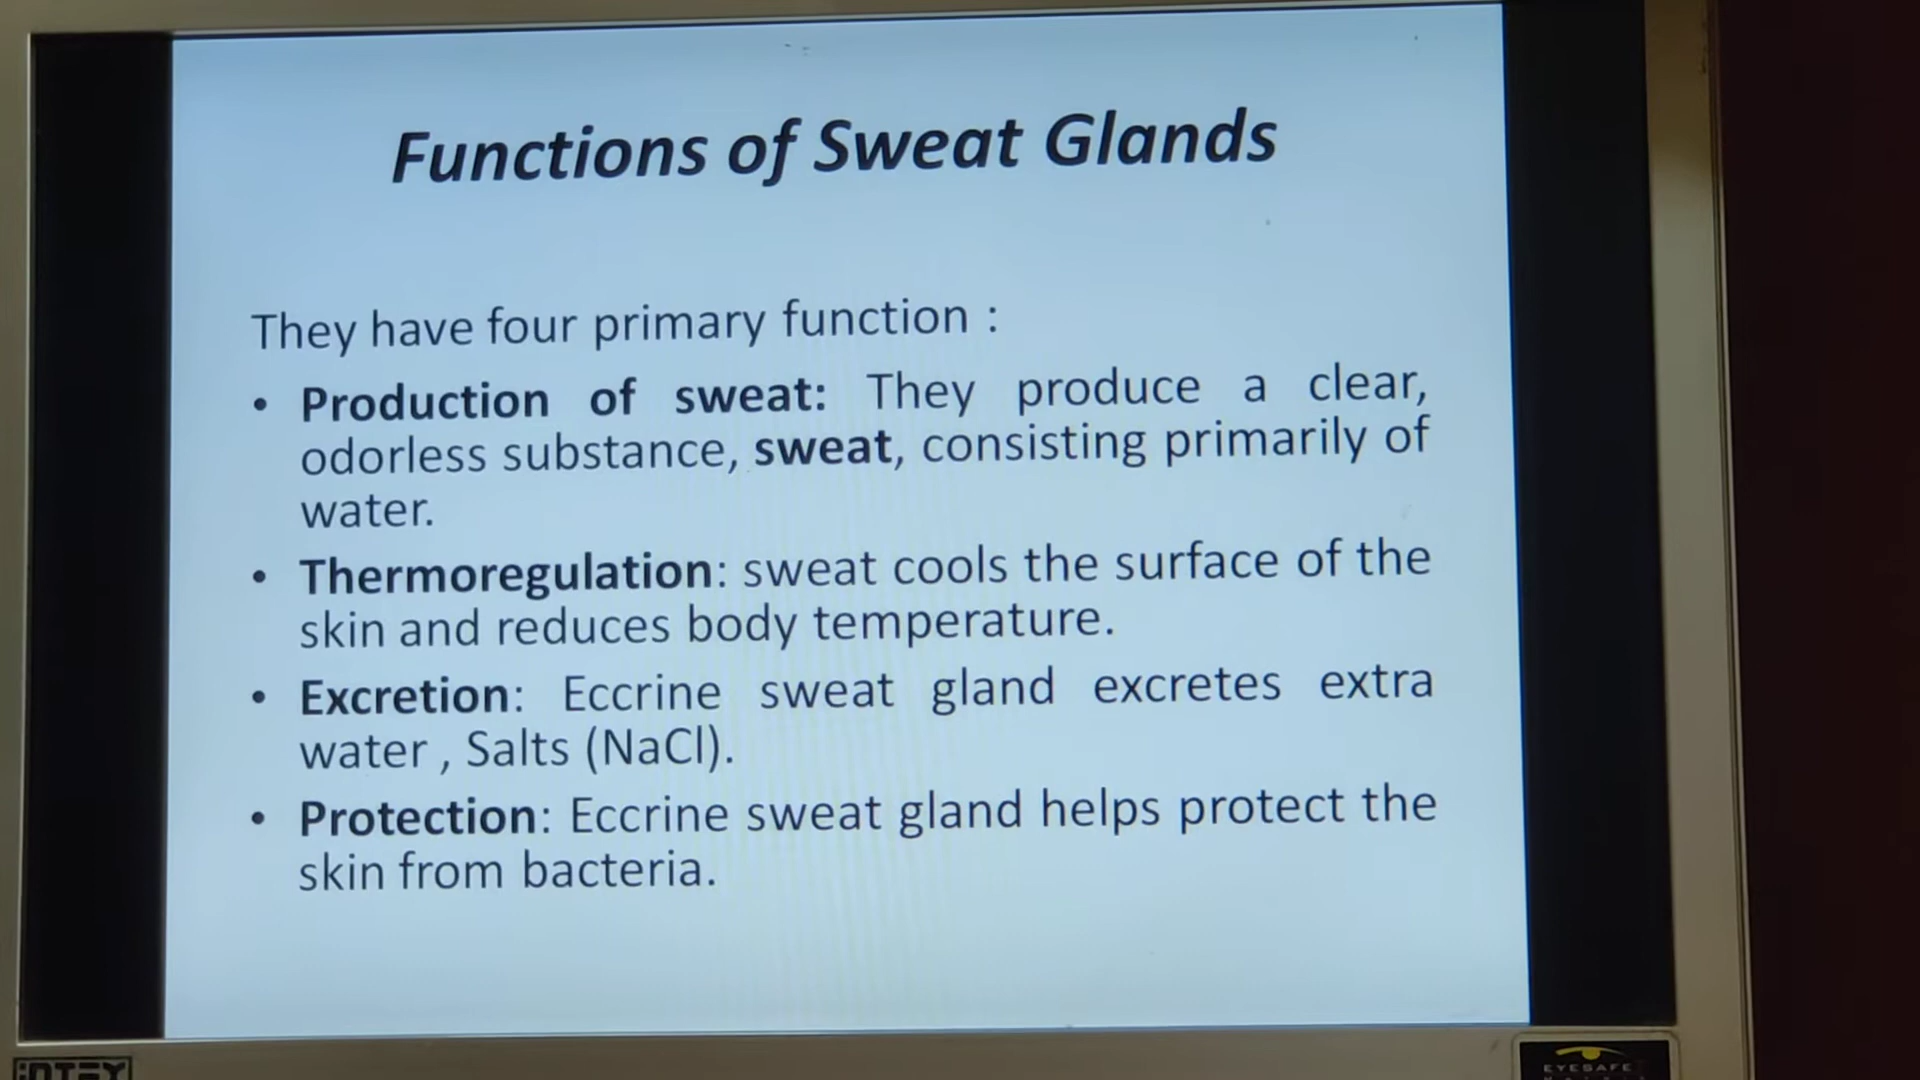 Functions of Sweat Glands
They have four primary function :
• Production of sweat: They produce a clear,
odorless substance, sweat, consisting primarily of
water.
• Thermoregulation: sweat cools the surface of the
skin and reduces body temperature.
• Excretion: Eccrine sweat gland excretes extra
water , Salts (NaCl).
• Protection: Eccrine sweat gland helps protect the
skin from bacteria.
EYESAFE